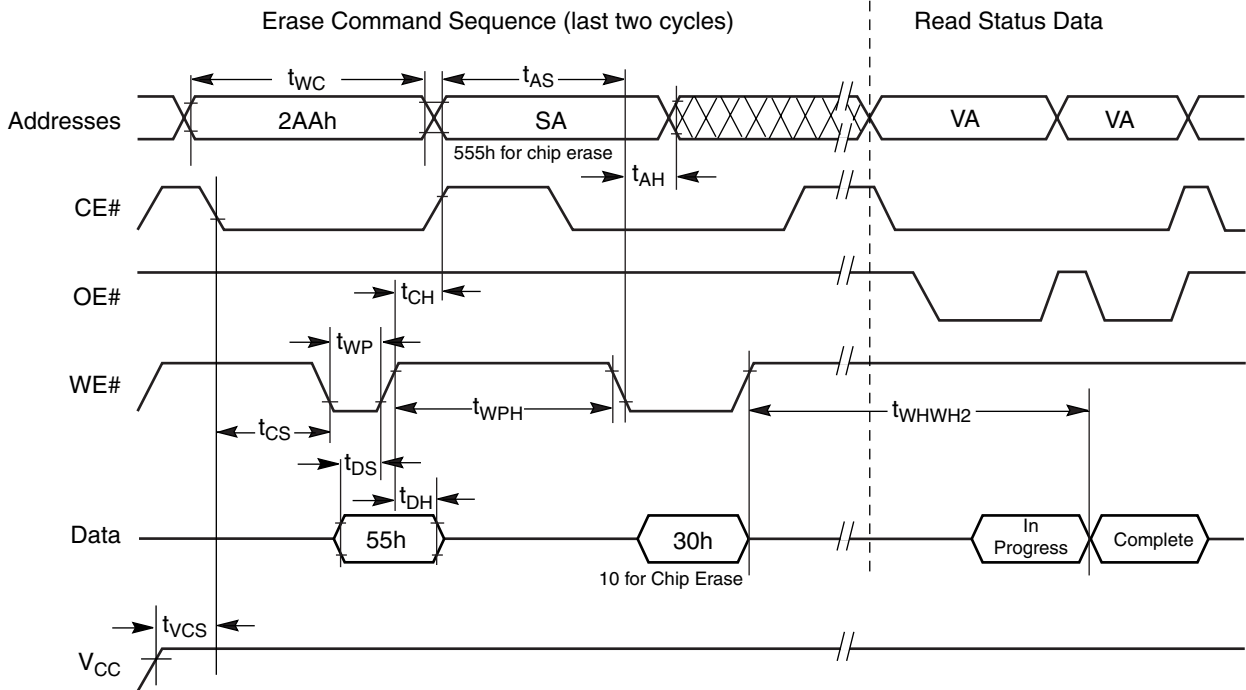 Erase Command Sequence (last two cycles) Read Status Data
tWC tAS
Addresses 2AAh SA VA VA
555h for chip erase
tAH
CE#
OE#
tCH
tWP
WE#
tWPH tWHWH2
tCS
tDS
tDH
Data 55h 30h In Progress Complete
10 for Chip Erase
tVCS
VCC